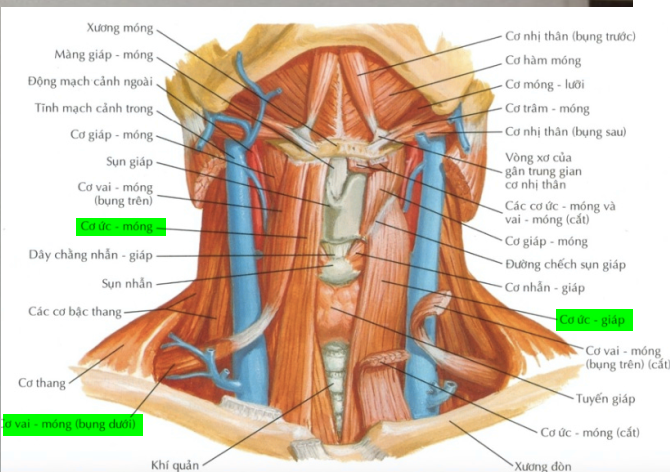 Xương móng
Màng giáp - móng
Động mạch cảnh ngoài
Tĩnh mạch cảnh trong
Cơ giáp - móng
Sụn giáp
Cơ vai - móng
(bụng trên)
Cơ ức - móng
Dây chằng nhẫn - giáp
Sụn nhẫn
Các cơ bậc thang
Cơ thang
Cơ vai - móng (bụng dưới)
Khí quản
Cơ nhị thân (bụng trước)
Cơ hàm móng
Cơ móng - lưỡi
Cơ trâm - móng
Cơ nhị thân (bụng sau)
Vòng xơ của
gân trung gian
cơ nhị thân
Các cơ ức - móng và
vai - móng (cắt)
Cơ giáp - móng
Đường chếch sụn giáp
Cơ nhẫn - giáp
Cơ ức - giáp
Cơ vai - móng
(bụng trên) (cắt)
Tuyến giáp
Cơ ức - móng (cắt)
Xương đòn